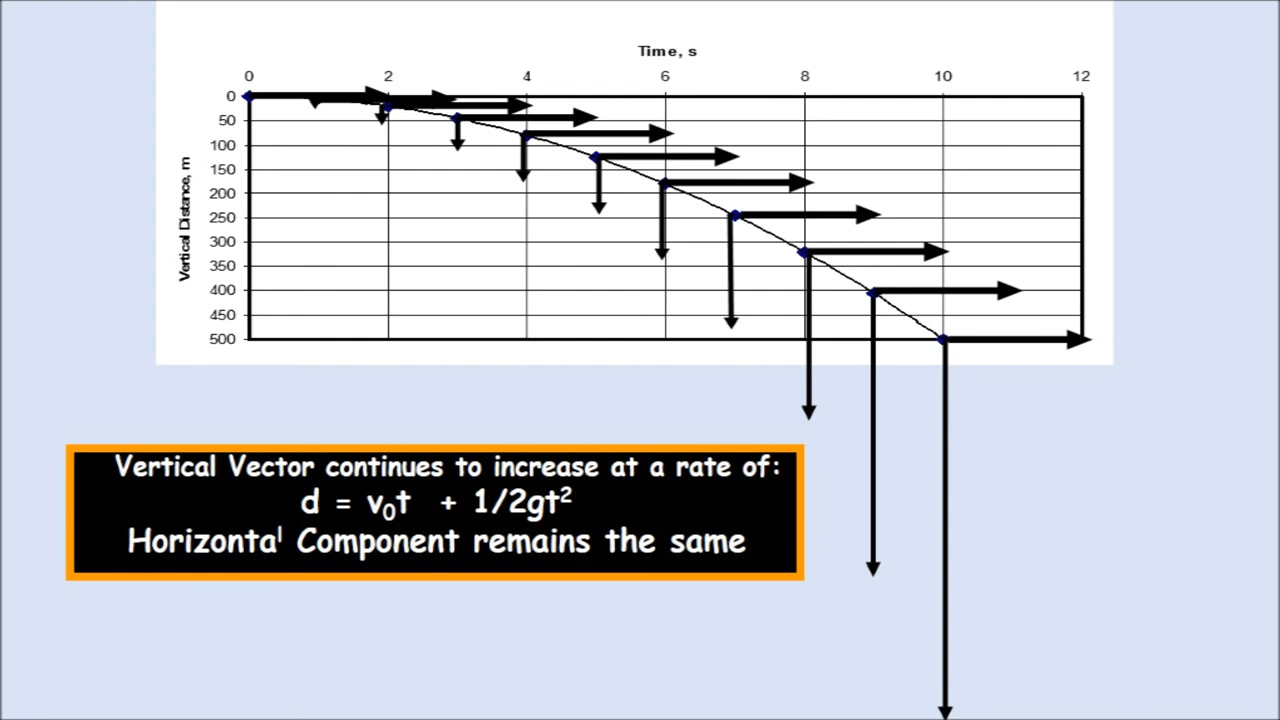 Time, s
0 2 4 6 8 10 12
Vertical Distance, m
0
50
100
150
200
250
300
350
400
450
500
Vertical Vector continues to increase at a rate of:
d = v₀t + 1/2gt²
Horizontal Component remains the same